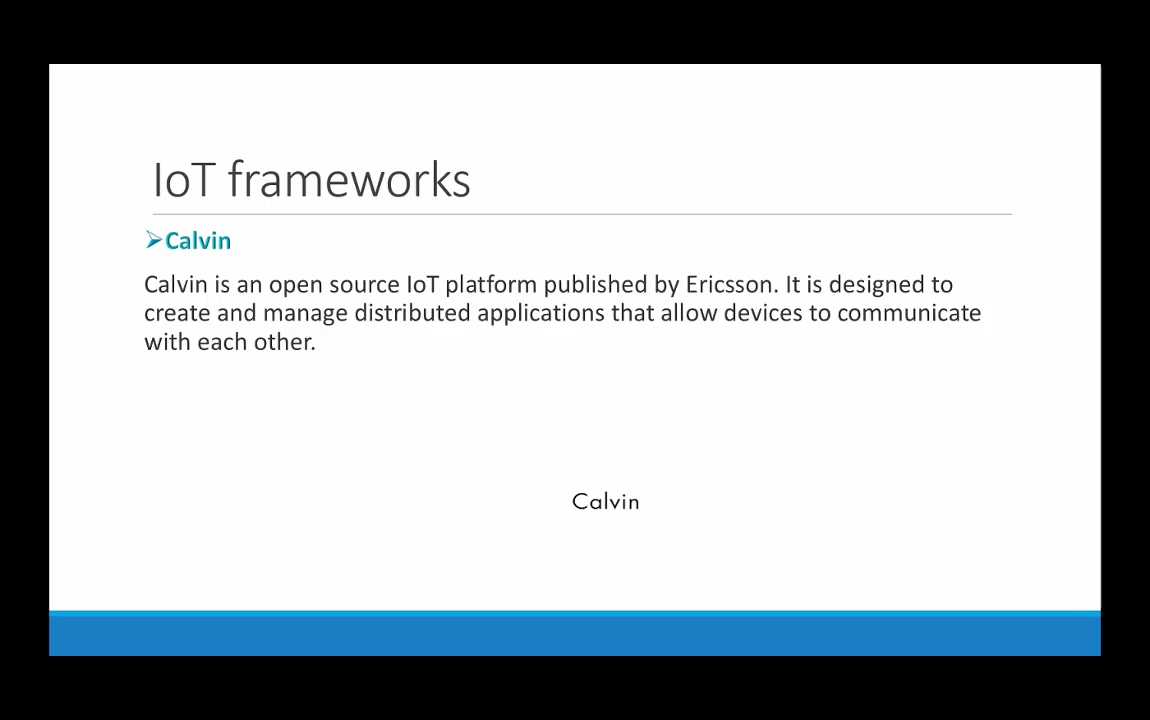 IoT frameworks
➢Calvin
Calvin is an open source IoT platform published by Ericsson. It is designed to
create and manage distributed applications that allow devices to communicate
with each other.
Calvin